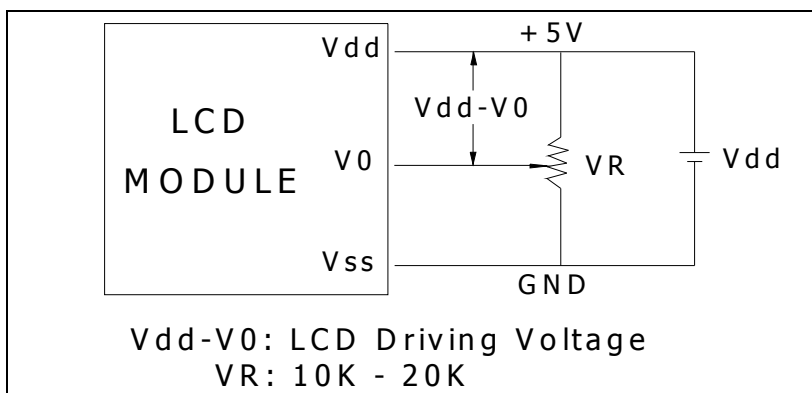 +5V
Vdd
Vdd-V0
LCD
MODULE
V0
VR
Vdd
Vss
GND
Vdd-V0: LCD Driving Voltage
VR: 10K - 20K